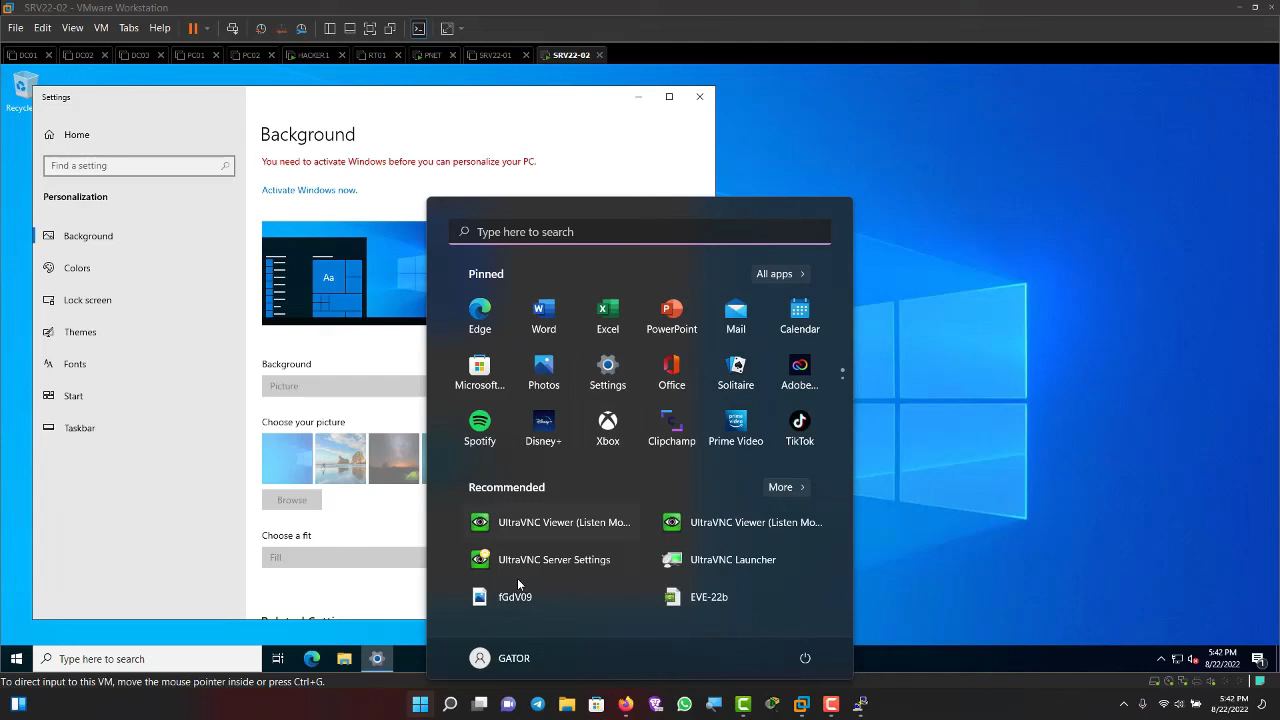 SRV22-02 - VMware Workstation
File Edit View VM Tabs Help
DC01 DC02 DC03 PC01 PC02 HACKER1 RT01 PNET SRV22-01 SRV22-02
Settings
Home
Find a setting
Personalization
Background
Colors
Lock screen
Themes
Fonts
Start
Taskbar
Background
You need to activate Windows before you can personalize your PC.
Activate Windows now.
Aa
Background
Picture
Choose your picture
Browse
Choose a fit
Fill
Type here to search
Pinned
All apps
Edge Word Excel PowerPoint Mail Calendar
Microsoft... Photos Settings Office Solitaire Adobe...
Spotify Disney+ Xbox Clipchamp Prime Video TikTok
Recommended
More
UltraVNC Viewer (Listen Mo... UltraVNC Viewer (Listen Mo...
UltraVNC Server Settings UltraVNC Launcher
fGdV09 EVE-22b
GATOR
Type here to search
5:42 PM
8/22/2022
To direct input to this VM, move the mouse pointer inside or press Ctrl+G.
5:42 PM
8/22/2022